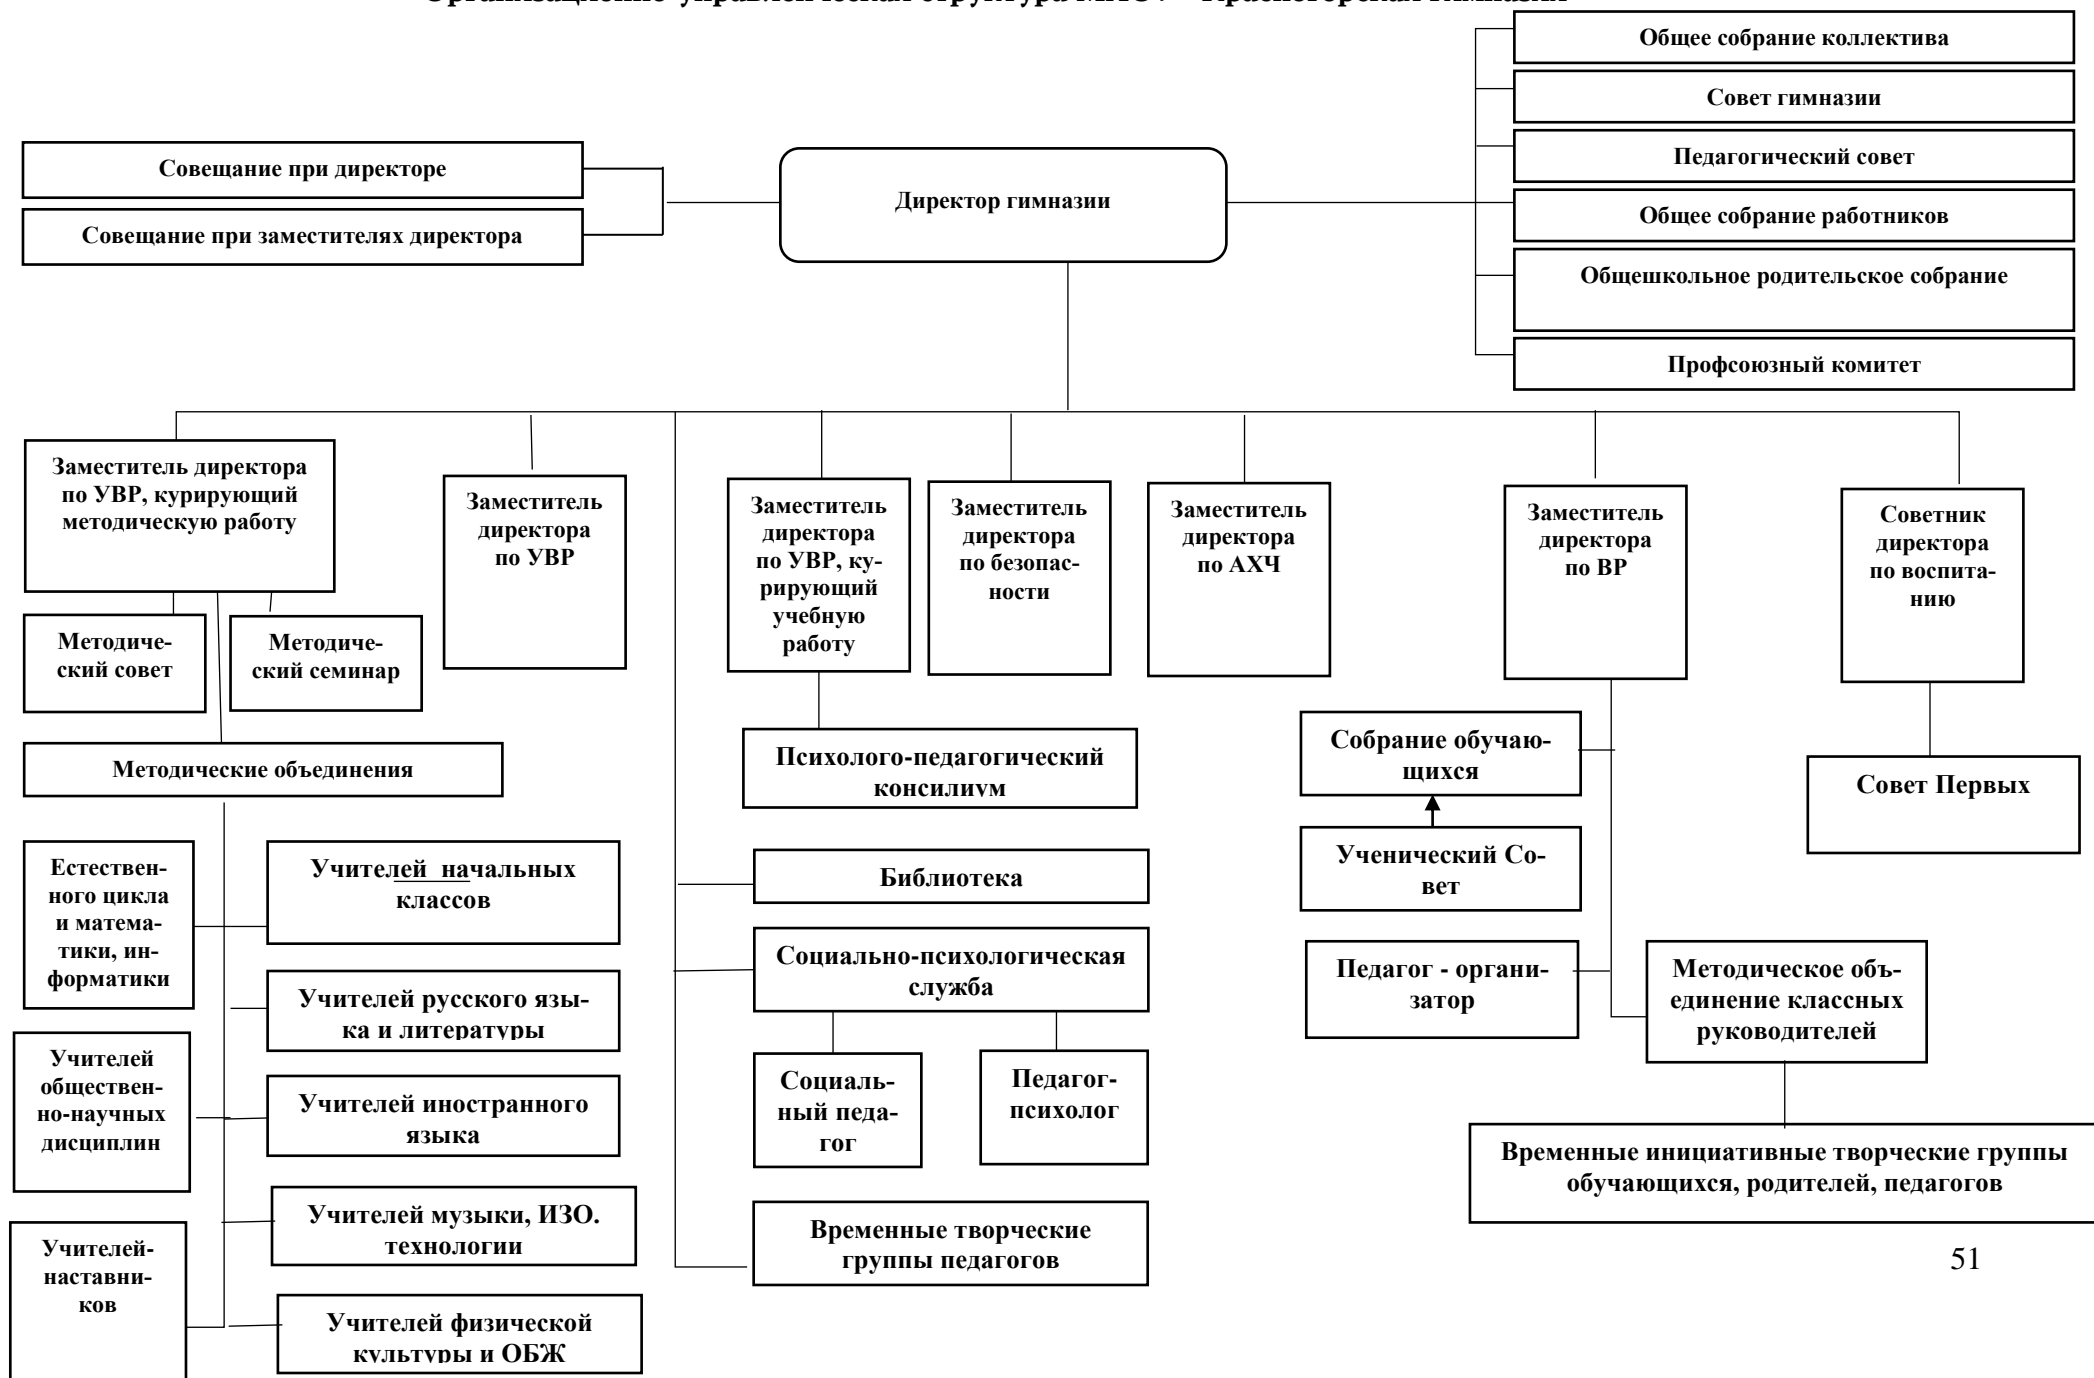 Общее собрание коллектива
Совет гимназии
Педагогический совет
Общее собрание работников
Общешкольное родительское собрание
Профсоюзный комитет
Совещание при директоре
Совещание при заместителях директора
Директор гимназии
Заместитель директора
по УВР, курирующий
методическую работу
Заместитель
директора
по УВР
Заместитель
директора
по УВР, ку-
рирующий
учебную
работу
Заместитель
директора
по безопас-
ности
Заместитель
директора
по АХЧ
Заместитель
директора
по ВР
Советник
директора
по воспита-
нию
Методиче-
ский совет
Методиче-
ский семинар
Методические объединения
Естествен-
ного цикла
и матема-
тики, ин-
форматики
Учителей начальных
классов
Учителей русского язы-
ка и литературы
Учителей
обществен-
но-научных
дисциплин
Учителей иностранного
языка
Учителей музыки, ИЗО.
технологии
Учителей-
наставни-
ков
Учителей физической
культуры и ОБЖ
Психолого-педагогический
консилиум
Библиотека
Социально-психологическая
служба
Социаль-
ный педа-
гог
Педагог-
психолог
Временные творческие
группы педагогов
Собрание обучаю-
щихся
Ученический Со-
вет
Педагог - органи-
затор
Методическое объ-
единение классных
руководителей
Временные инициативные творческие группы
обучающихся, родителей, педагогов
Совет Первых
51